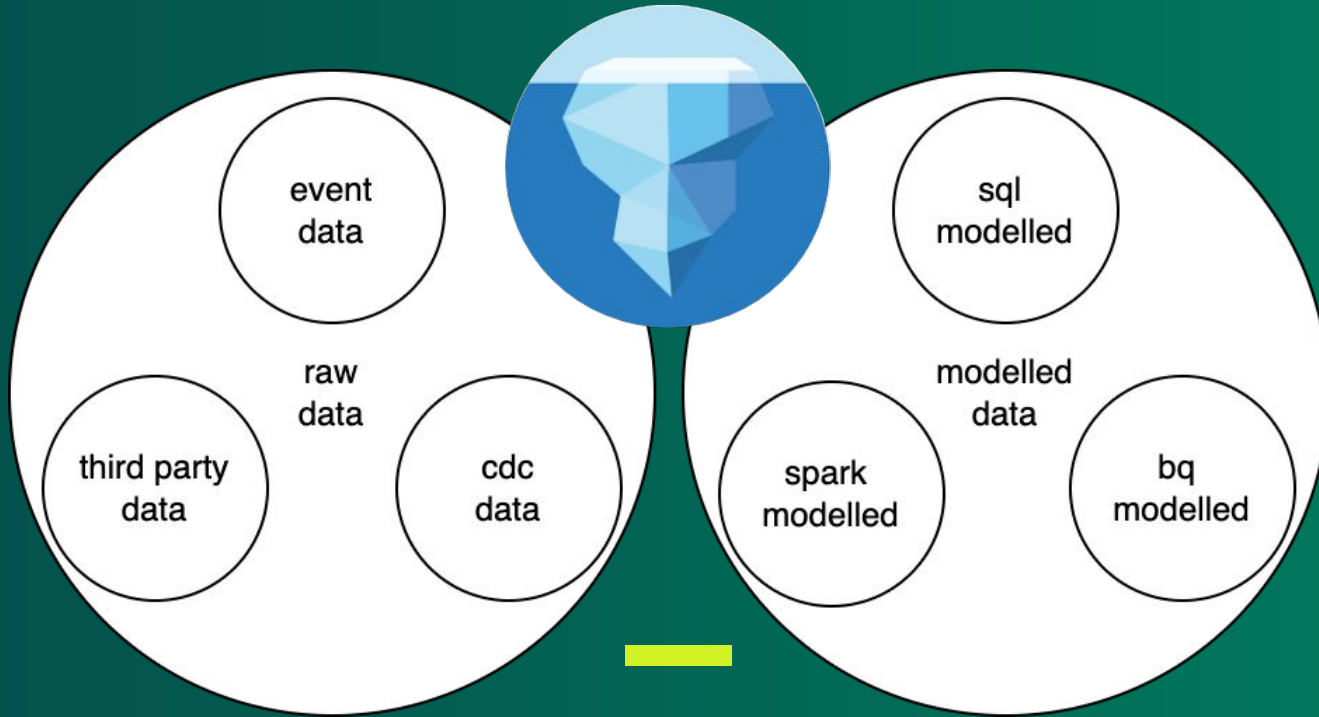 event
data
raw
data
third party
data
cdc
data
sql
modelled
modelled
data
spark
modelled
bq
modelled